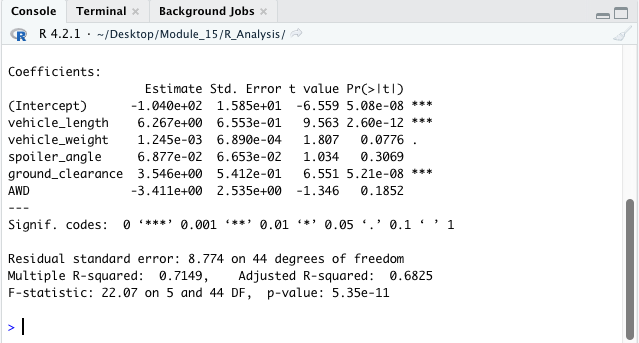 Console Terminal × Background Jobs ×
R R 4.2.1 · ~/Desktop/Module_15/R_Analysis/
Coefficients:
Estimate Std. Error t value Pr(>|t|)
(Intercept) -1.040e+02 1.585e+01 -6.559 5.08e-08 ***
vehicle_length 6.267e+00 6.553e-01 9.563 2.60e-12 ***
vehicle_weight 1.245e-03 6.890e-04 1.807 0.0776 .
spoiler_angle 6.877e-02 6.653e-02 1.034 0.3069
ground_clearance 3.546e+00 5.412e-01 6.551 5.21e-08 ***
AWD -3.411e+00 2.535e+00 -1.346 0.1852
---
Signif. codes: 0 ‘***’ 0.001 ‘**’ 0.01 ‘*’ 0.05 ‘.’ 0.1 ‘ ’ 1
Residual standard error: 8.774 on 44 degrees of freedom
Multiple R-squared: 0.7149, Adjusted R-squared: 0.6825
F-statistic: 22.07 on 5 and 44 DF, p-value: 5.35e-11
>